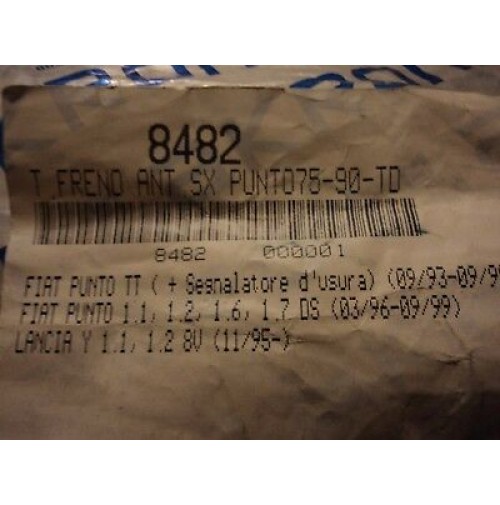 8482
T.FRENO ANT.SX PUNTO75-90-TD
8482 000001
FIAT PUNTO TT ( + Sesnalatore d'usura) (09/93-09/99
FIAT PUNTO 1.1, 1.2, 1.6, 1.7 DS (03/96-09/99)
LANCIA Y 1.1, 1.2 8V (11/95-)